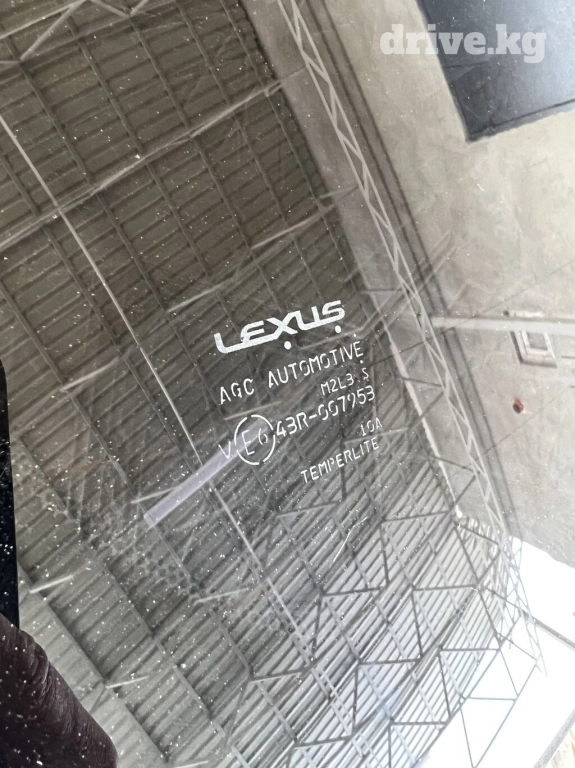 drive.kg
LEXUS
AGC AUTOMOTIVE
M2L3
V E6 43R-007953
10A
TEMPERLITE